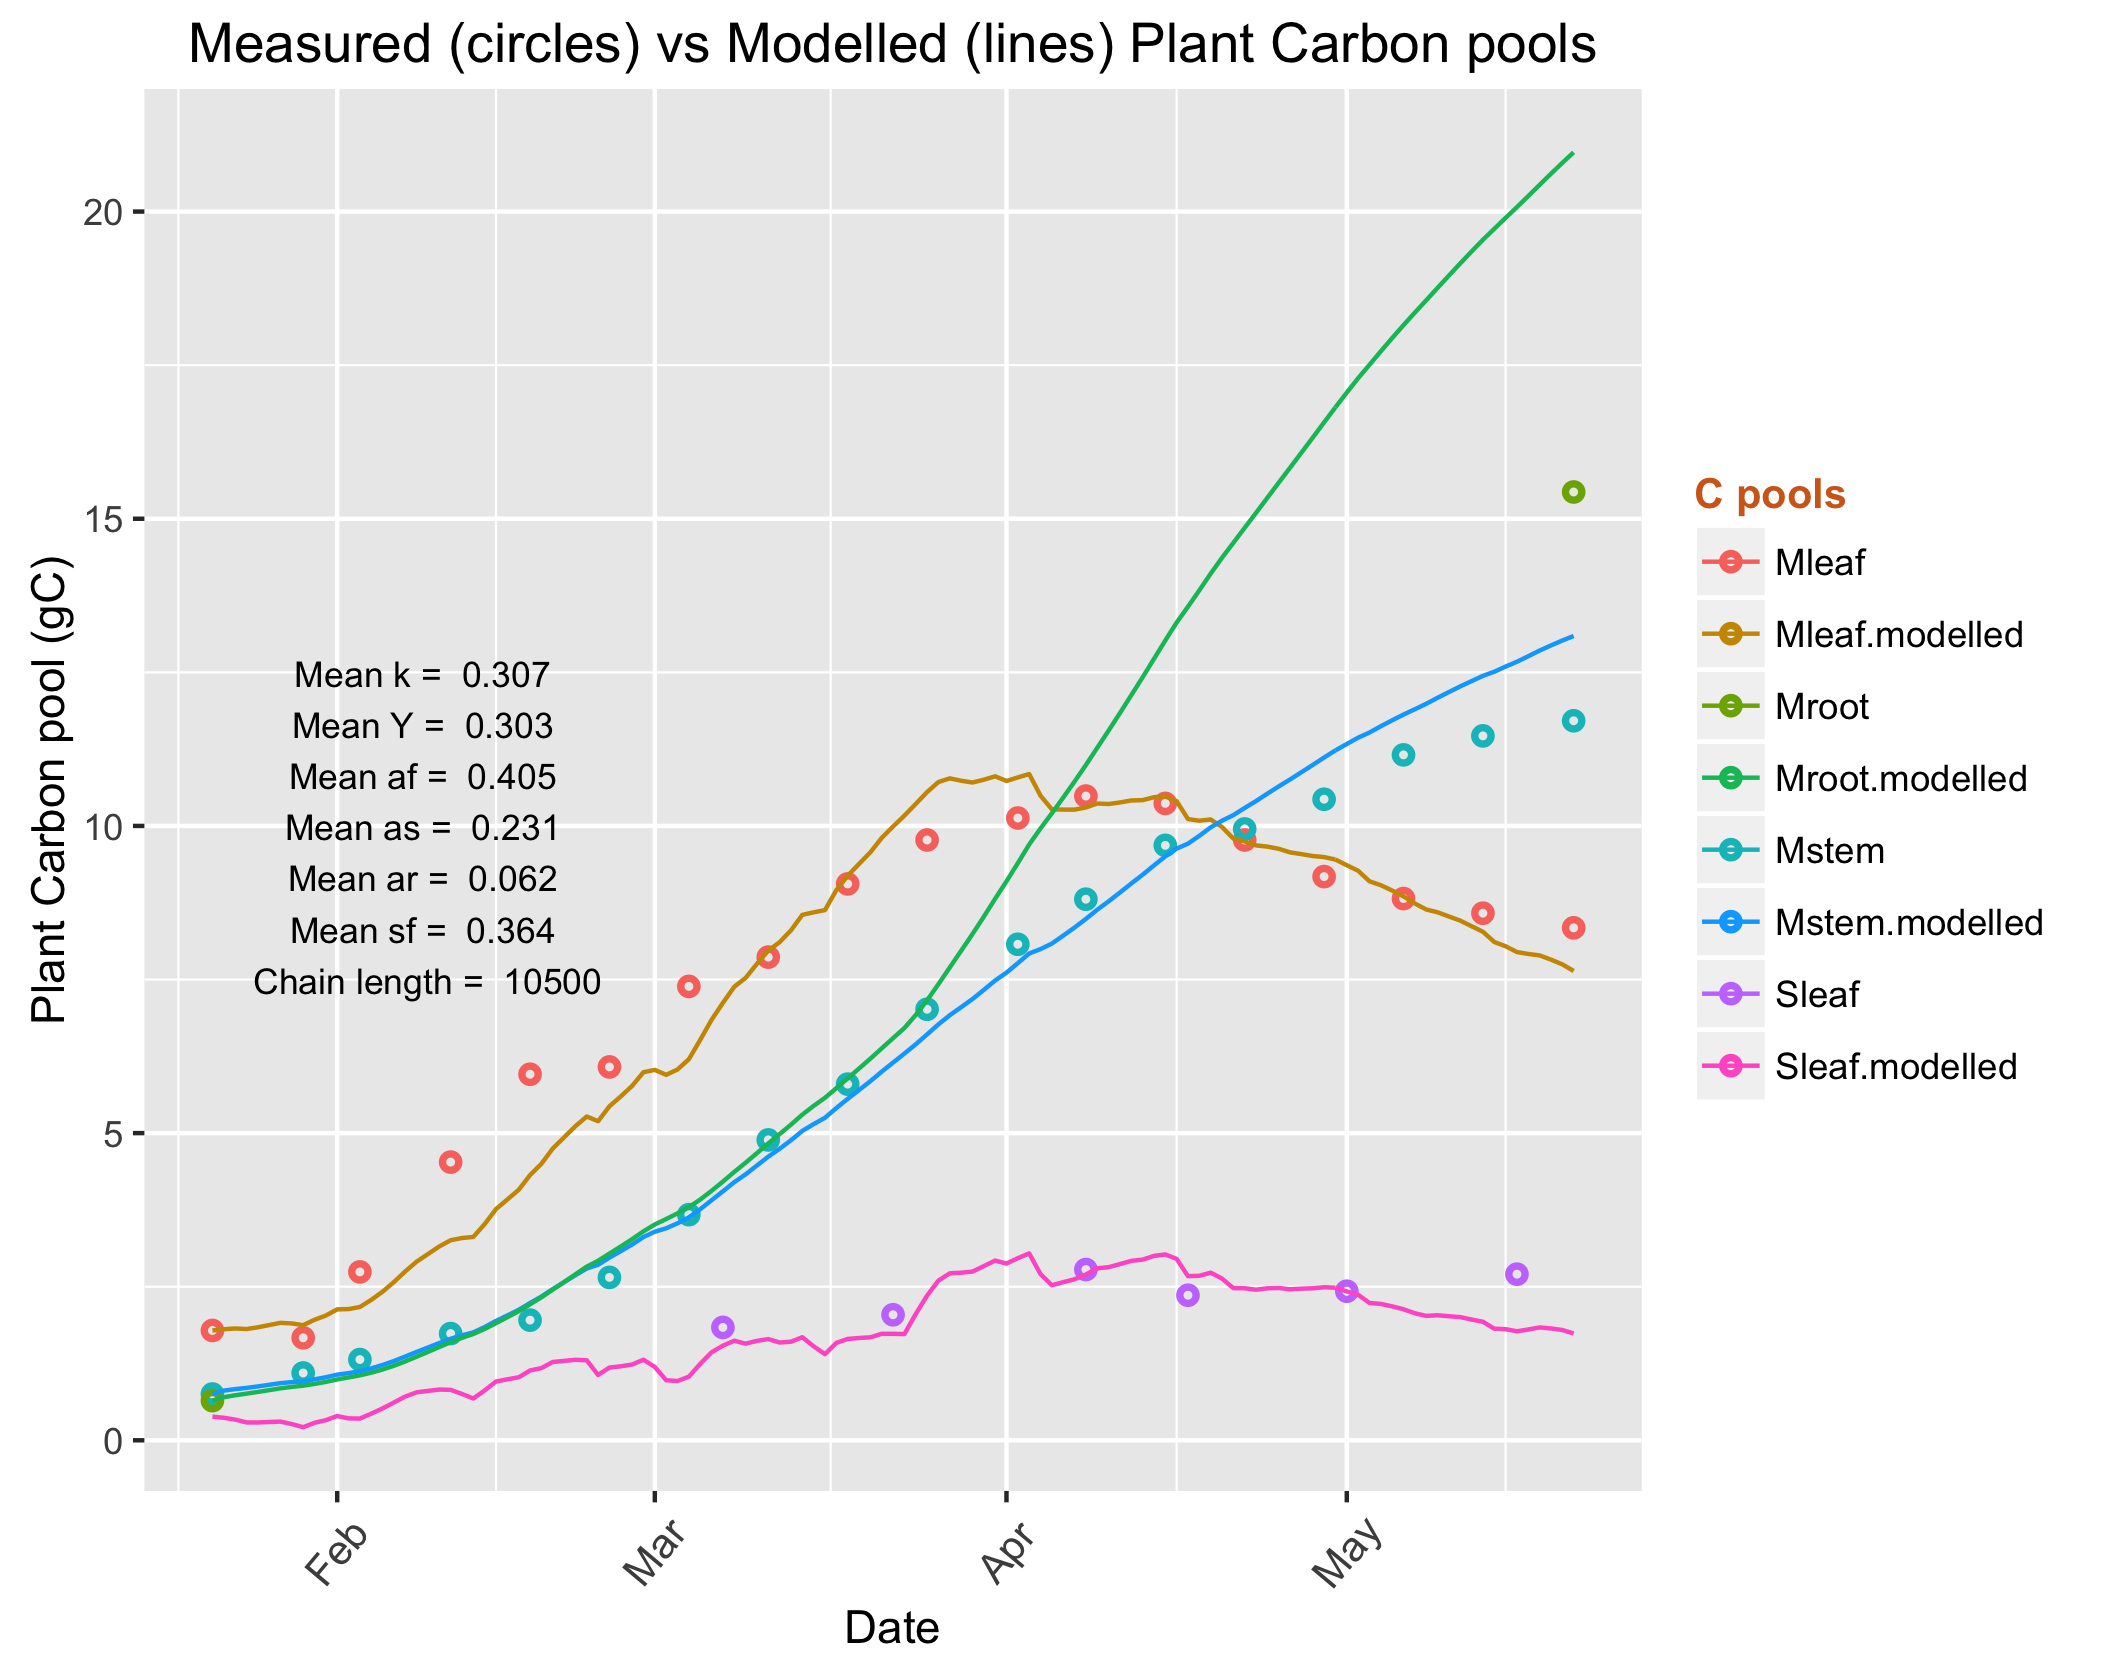 Measured (circles) vs Modelled (lines) Plant Carbon pools
Plant Carbon pool (gC)
20
15
10
5
0
Mean k = 0.307
Mean Y = 0.303
Mean af = 0.405
Mean as = 0.231
Mean ar = 0.062
Mean sf = 0.364
Chain length = 10500
Feb
Mar
Apr
May
Date
C pools
Mleaf
Mleaf.modelled
Mroot
Mroot.modelled
Mstem
Mstem.modelled
Sleaf
Sleaf.modelled